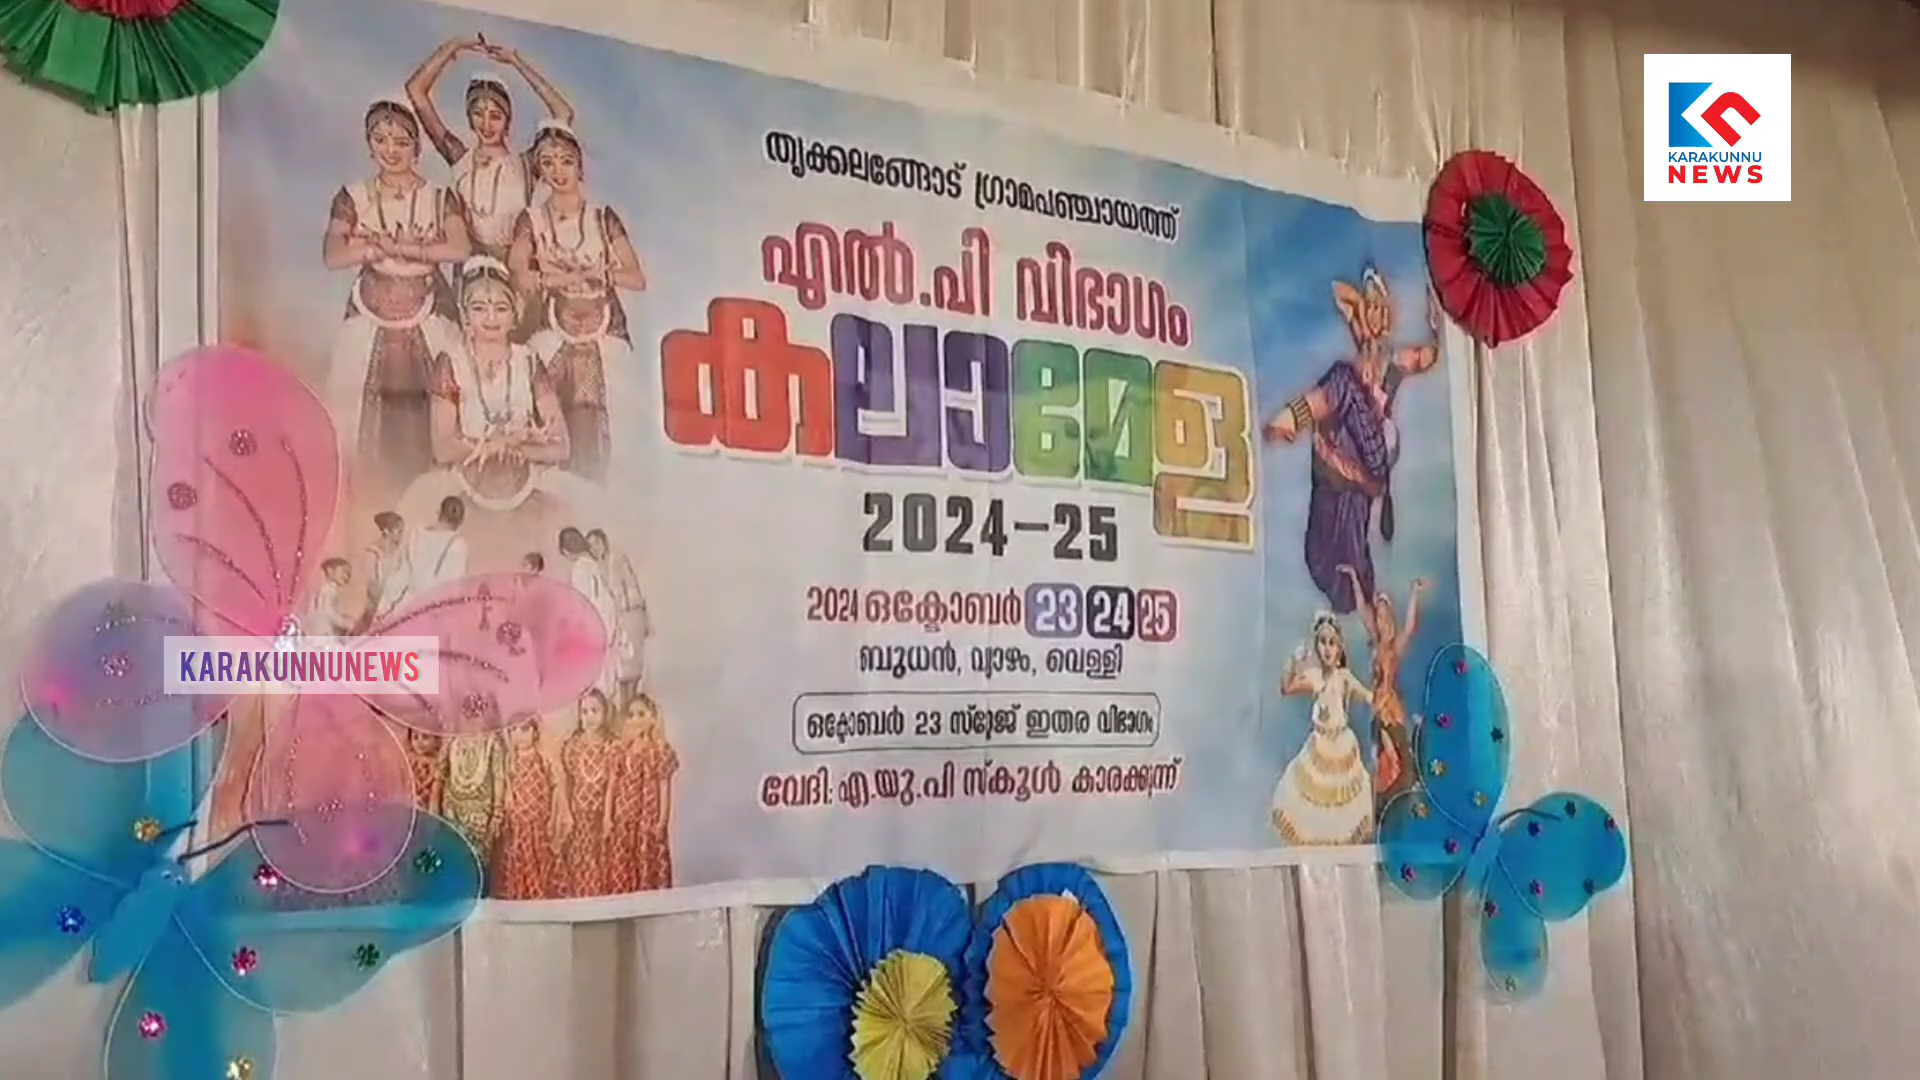 KARAKUNNU
NEWS
തൃക്കലങ്ങോട് ഗ്രാമപഞ്ചായത്ത്
എൽ.പി വിഭാഗം
കലാമേള
2024-25
2024 ഒക്ടോബർ 23 24 25
ബുധൻ, വ്യാഴം, വെള്ളി
KARAKUNNUNEWS
ഒക്ടോബർ 23 സ്റ്റേജ് ഇതര വിഭാഗം
വേദി: എ.യു.പി സ്കൂൾ കാരക്കുന്ന്